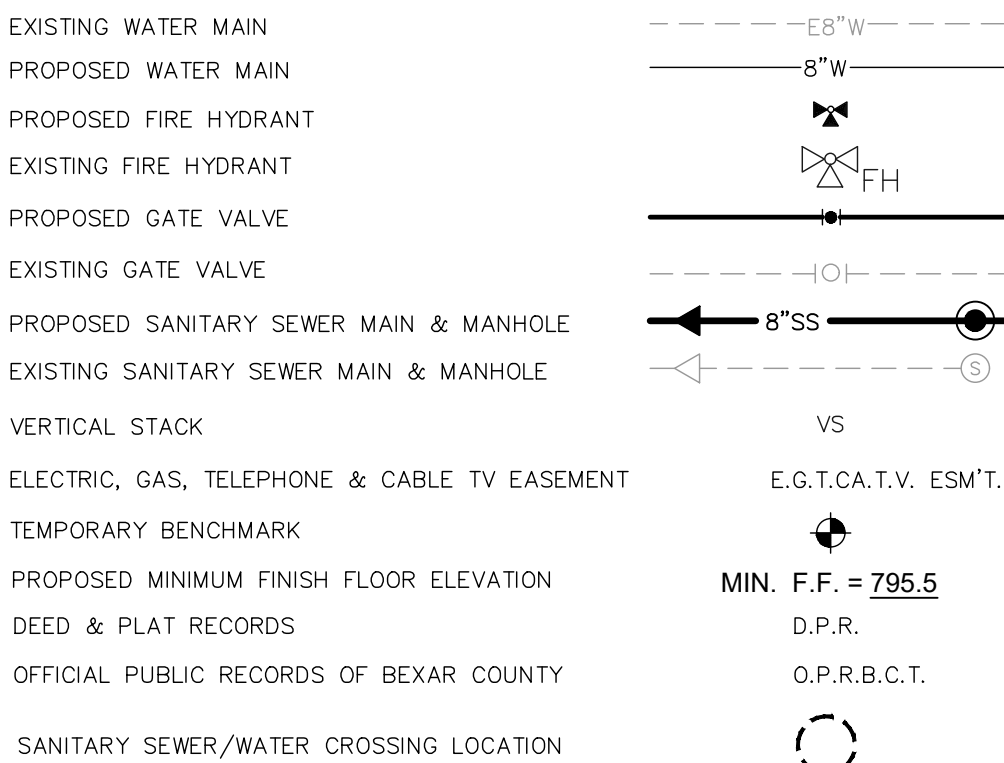 EXISTING WATER MAIN E8"W
PROPOSED WATER MAIN 8"W
PROPOSED FIRE HYDRANT
EXISTING FIRE HYDRANT FH
PROPOSED GATE VALVE
EXISTING GATE VALVE
PROPOSED SANITARY SEWER MAIN & MANHOLE 8"SS
EXISTING SANITARY SEWER MAIN & MANHOLE S
VERTICAL STACK VS
ELECTRIC, GAS, TELEPHONE & CABLE TV EASEMENT E.G.T.CA.T.V. ESM'T.
TEMPORARY BENCHMARK
PROPOSED MINIMUM FINISH FLOOR ELEVATION MIN. F.F. = 795.5
DEED & PLAT RECORDS D.P.R.
OFFICIAL PUBLIC RECORDS OF BEXAR COUNTY O.P.R.B.C.T.
SANITARY SEWER/WATER CROSSING LOCATION